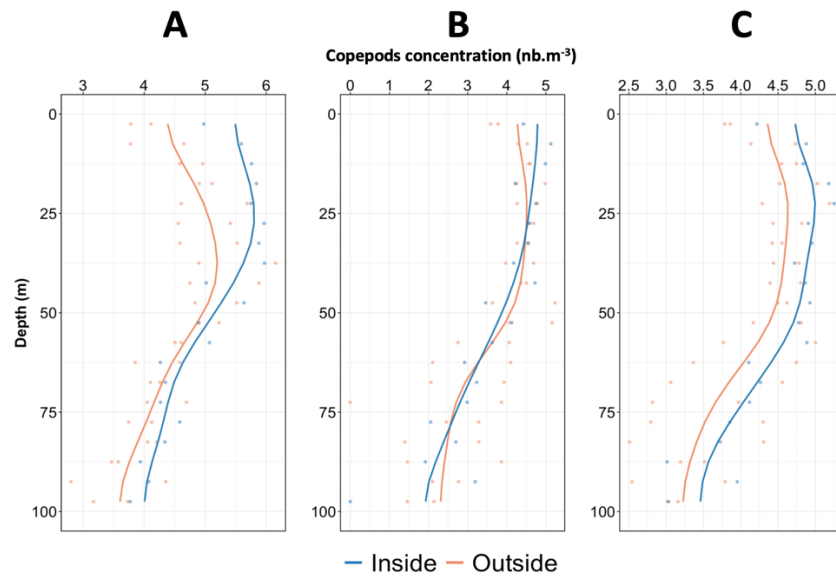 A B C
Copepods concentration (nb.m⁻³)
3 4 5 6 0 1 2 3 4 5 2.5 3.0 3.5 4.0 4.5 5.0
0 0 0
25 25 25
50 50 50
75 75 75
100 100 100
Depth (m)
Inside Outside